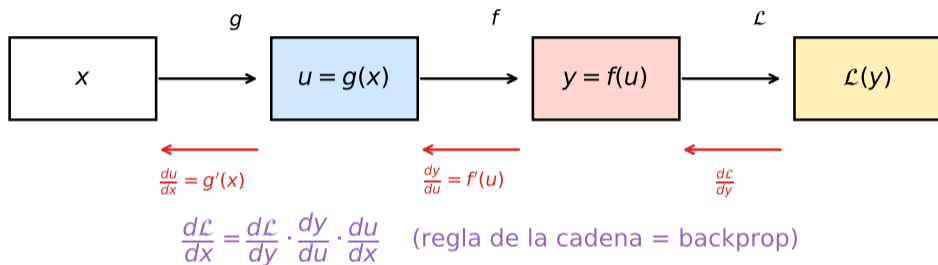 g f ℒ
x u = g(x) y = f(u) ℒ(y)
du/dx = g′(x) dy/du = f′(u) dℒ/dy
dℒ/dx = dℒ/dy · dy/du · du/dx (regla de la cadena = backprop)